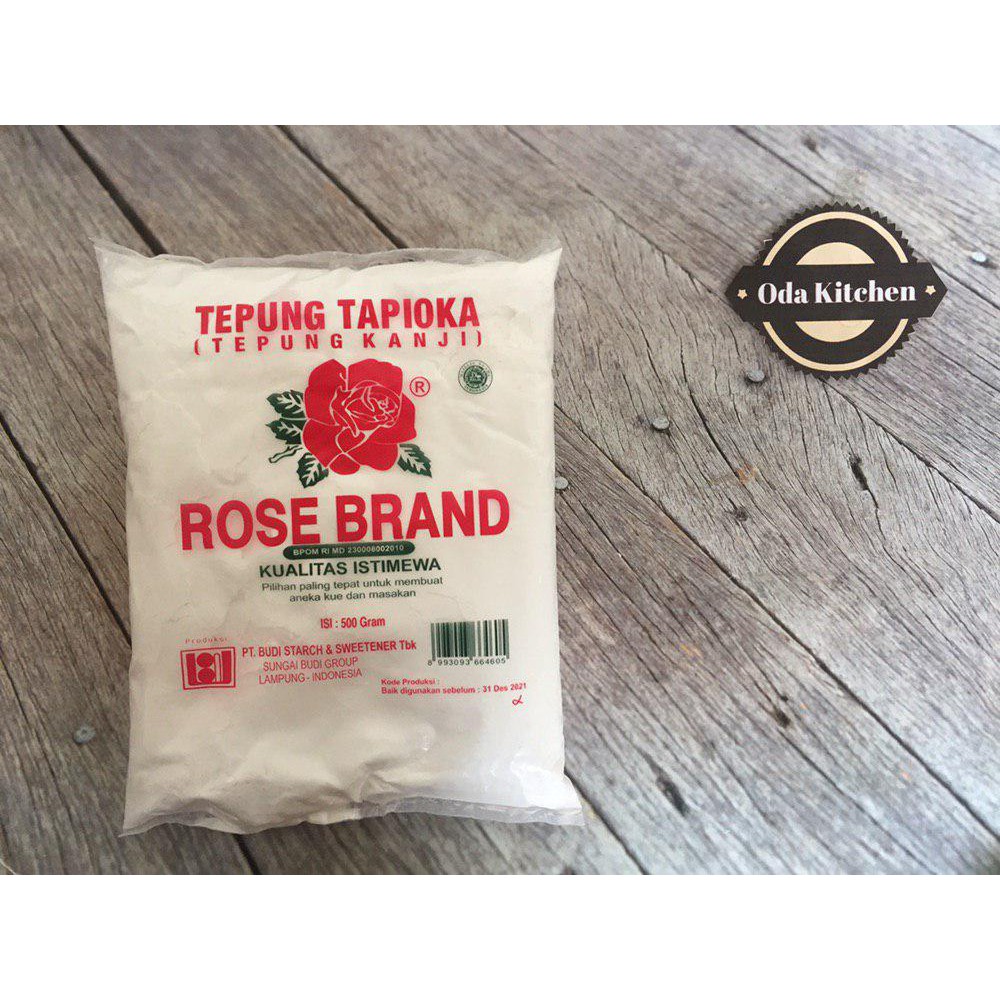 TEPUNG TAPIOKA
(TEPUNG KANJI)
®
ROSE BRAND
BPOM RI MD 230008002010
KUALITAS ISTIMEWA
Pilihan paling tepat untuk membuat
aneka kue dan masakan
ISI : 500 Gram
Produksi
PT. BUDI STARCH & SWEETENER Tbk
SUNGAI BUDI GROUP
LAMPUNG - INDONESIA
8 993093 664605
Kode Produksi :
Baik digunakan sebelum : 31 Des 2021
Oda Kitchen